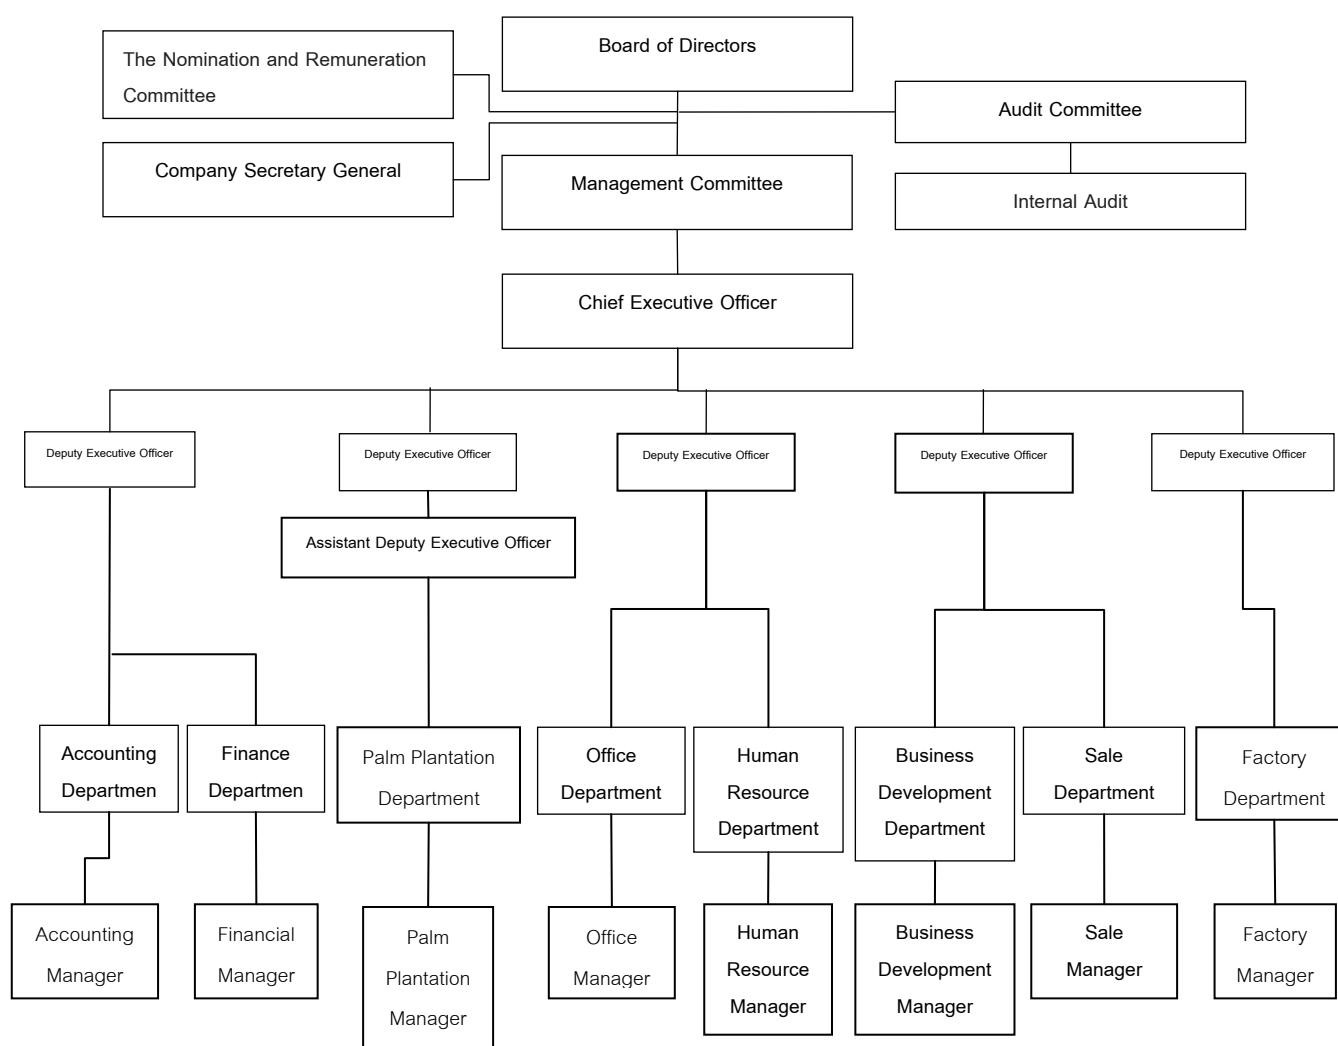 Board of Directors
The Nomination and Remuneration
Committee
Audit Committee
Company Secretary General
Management Committee
Internal Audit
Chief Executive Officer
Deputy Executive Officer
Deputy Executive Officer
Deputy Executive Officer
Deputy Executive Officer
Deputy Executive Officer
Assistant Deputy Executive Officer
Accounting
Departmen
Finance
Departmen
Palm Plantation
Department
Office
Department
Human
Resource
Department
Business
Development
Department
Sale
Department
Factory
Department
Accounting
Manager
Financial
Manager
Palm
Plantation
Manager
Office
Manager
Human
Resource
Manager
Business
Development
Manager
Sale
Manager
Factory
Manager